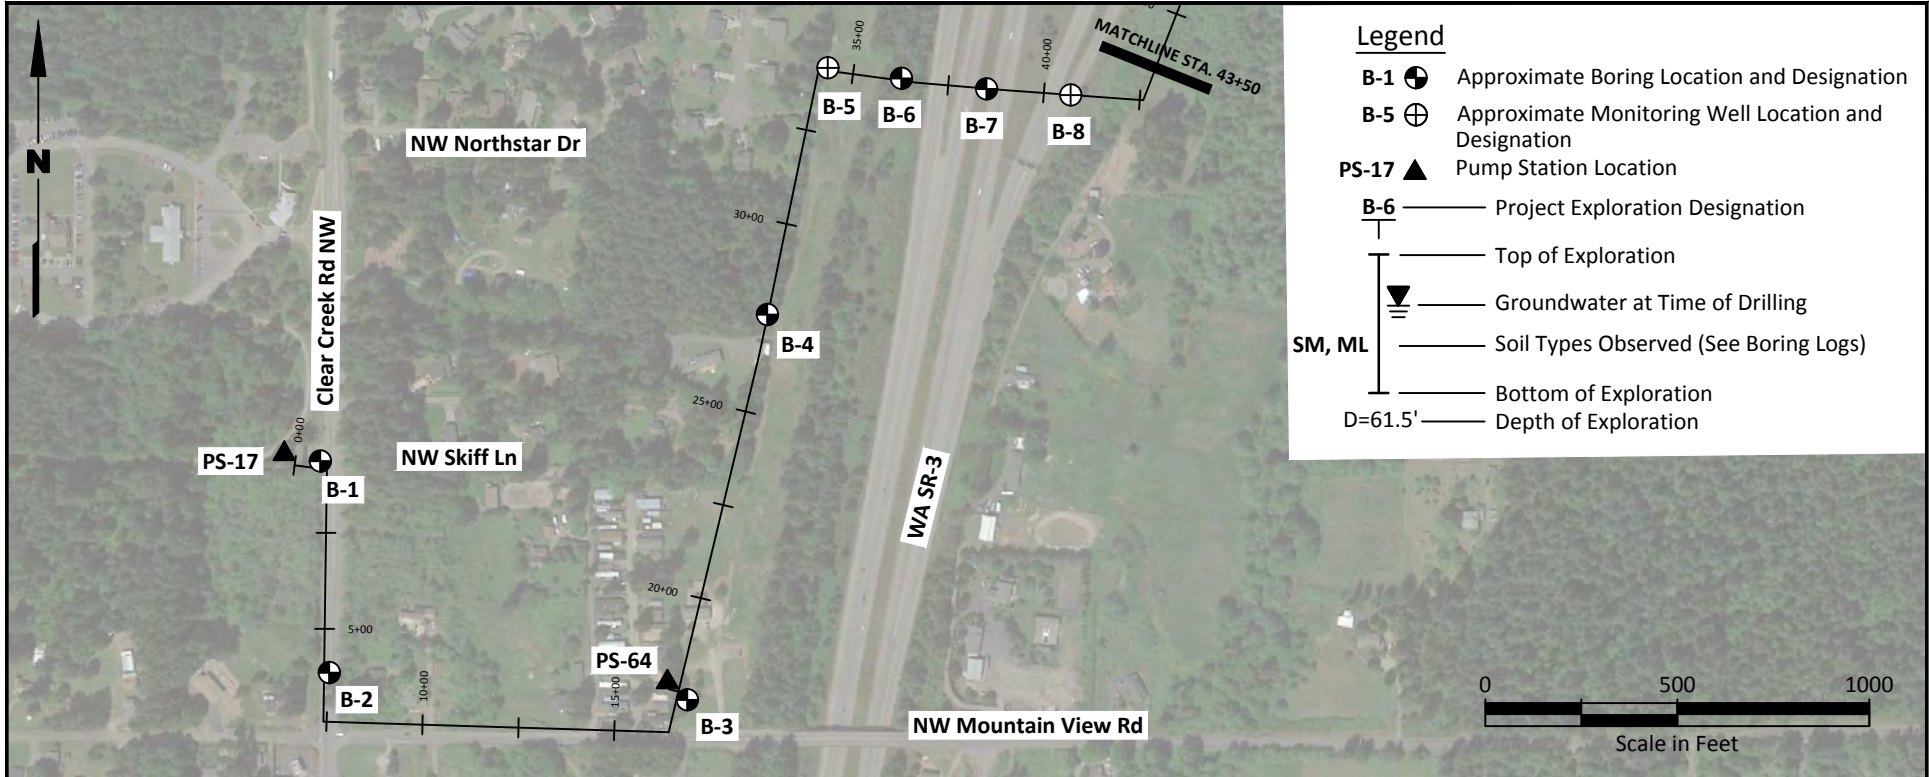 N
NW Northstar Dr
Clear Creek Rd NW
NW Skiff Ln
PS-17
0+00
B-1
5+00
B-2
10+00
15+00
PS-64
B-3
20+00
25+00
B-4
30+00
B-5
35+00
B-6
B-7
40+00
B-8
MATCHLINE STA. 43+50
WA SR-3
NW Mountain View Rd
Legend
B-1 Approximate Boring Location and Designation
B-5 Approximate Monitoring Well Location and
Designation
PS-17 Pump Station Location
B-6 Project Exploration Designation
Top of Exploration
Groundwater at Time of Drilling
SM, ML Soil Types Observed (See Boring Logs)
Bottom of Exploration
D=61.5' Depth of Exploration
0 500 1000
Scale in Feet